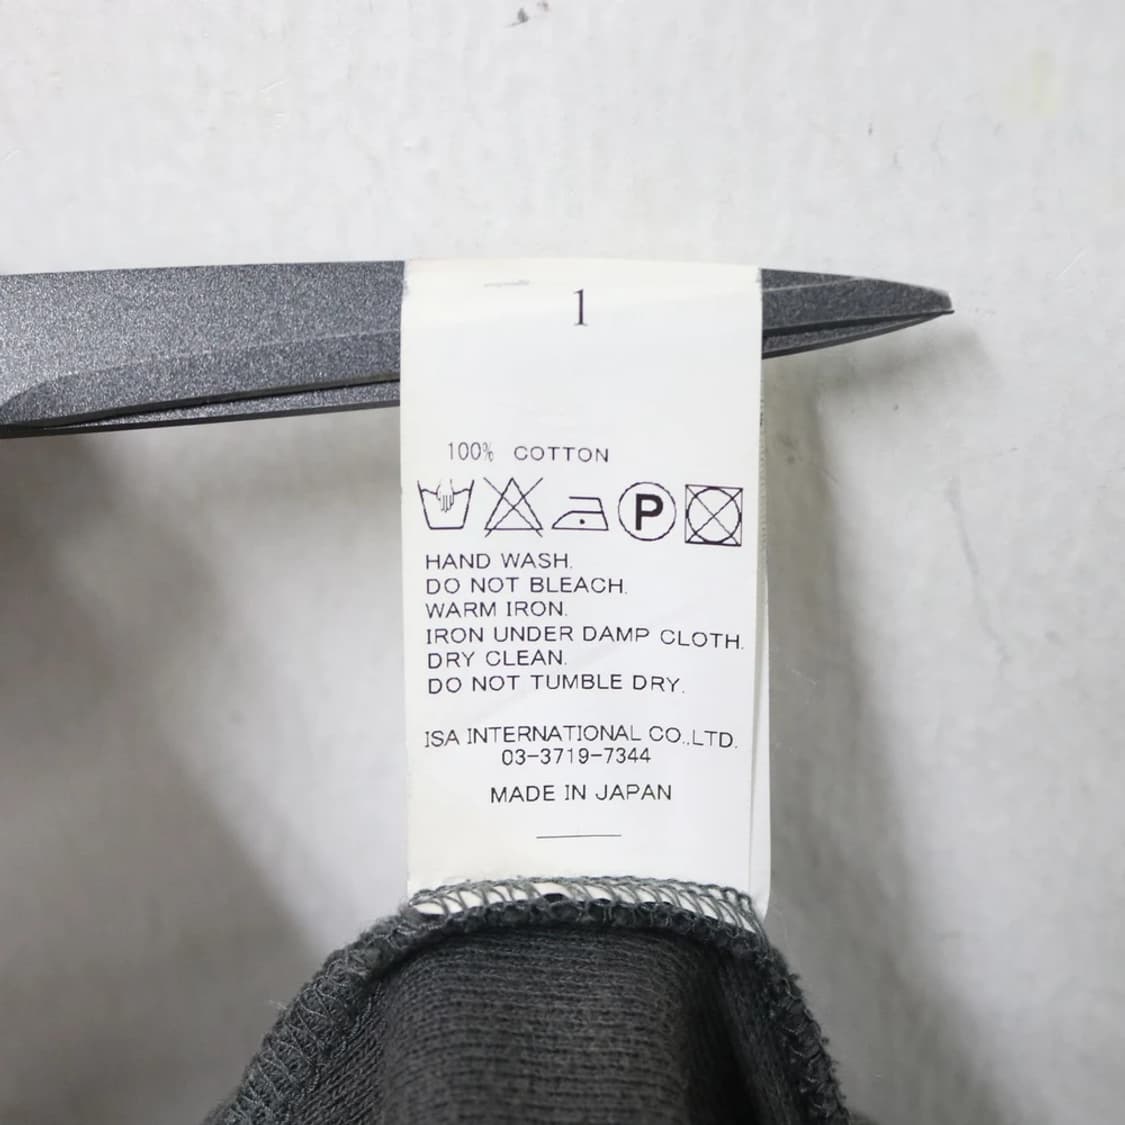 1
100% COTTON
P
HAND WASH.
DO NOT BLEACH.
WARM IRON.
IRON UNDER DAMP CLOTH.
DRY CLEAN.
DO NOT TUMBLE DRY.
ISA INTERNATIONAL CO.,LTD.
03-3719-7344
MADE IN JAPAN